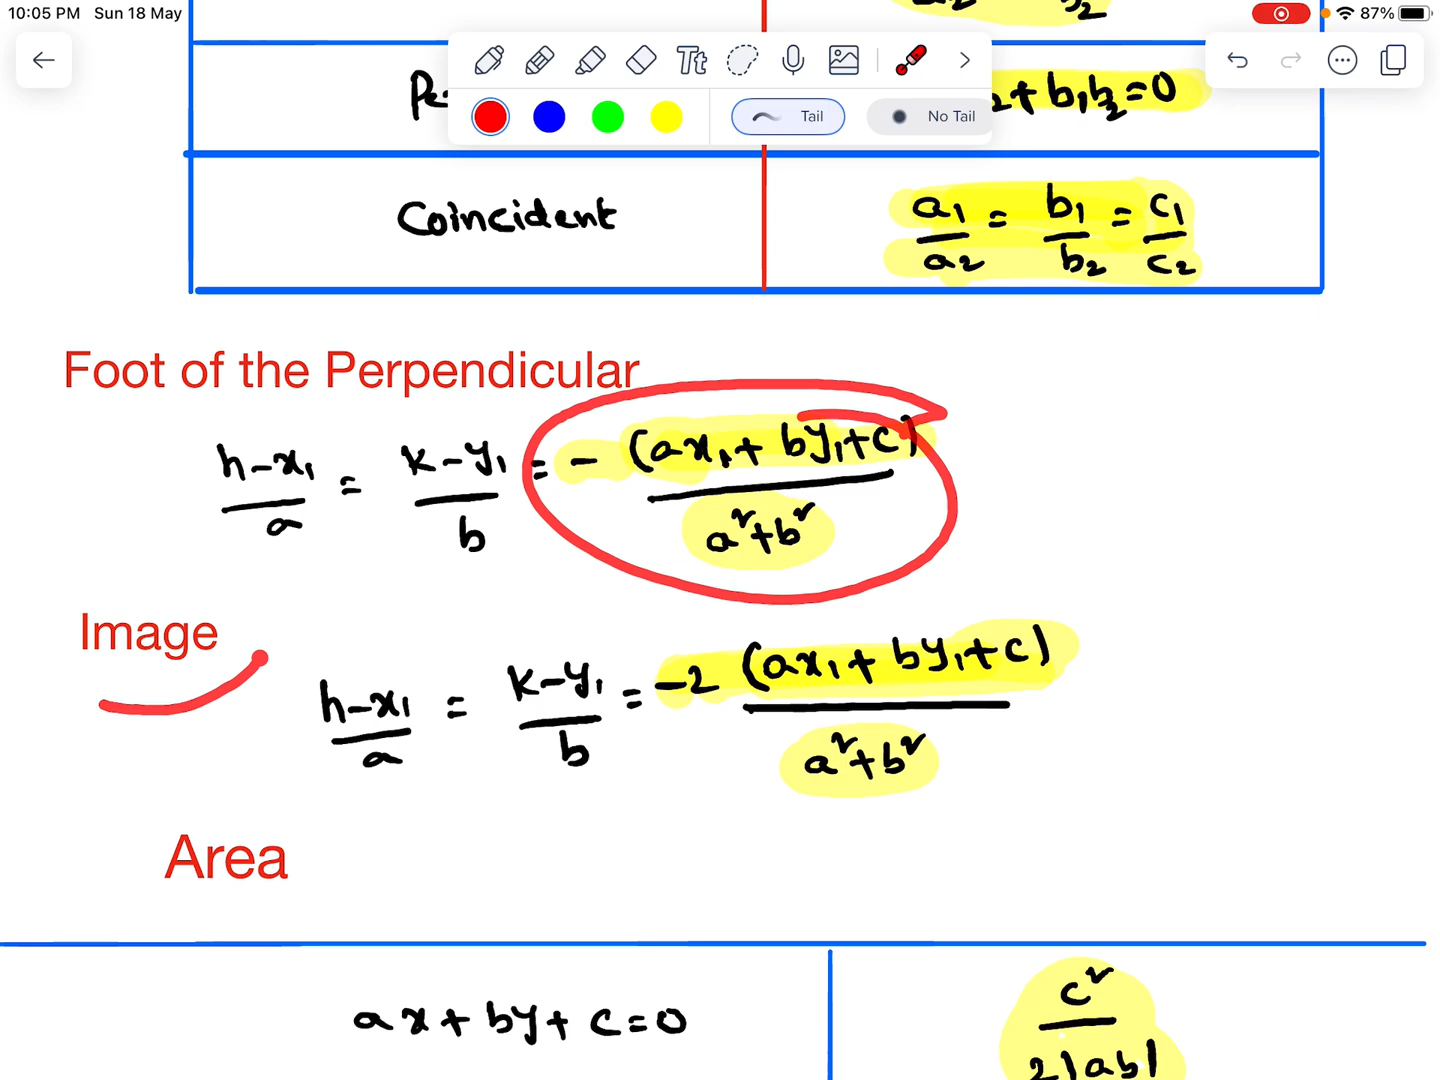 10:05 PM Sun 18 May 87%
Tt
Tail No Tail
+ b₁b₂=0
Coincident a₁/a₂ = b₁/b₂ = c₁/c₂
Foot of the Perpendicular
(h-x₁)/a = (k-y₁)/b = -(ax₁+by₁+c)/(a²+b²)
Image
(h-x₁)/a = (k-y₁)/b = -2(ax₁+by₁+c)/(a²+b²)
Area
ax+by+c=0 c²/2|ab|